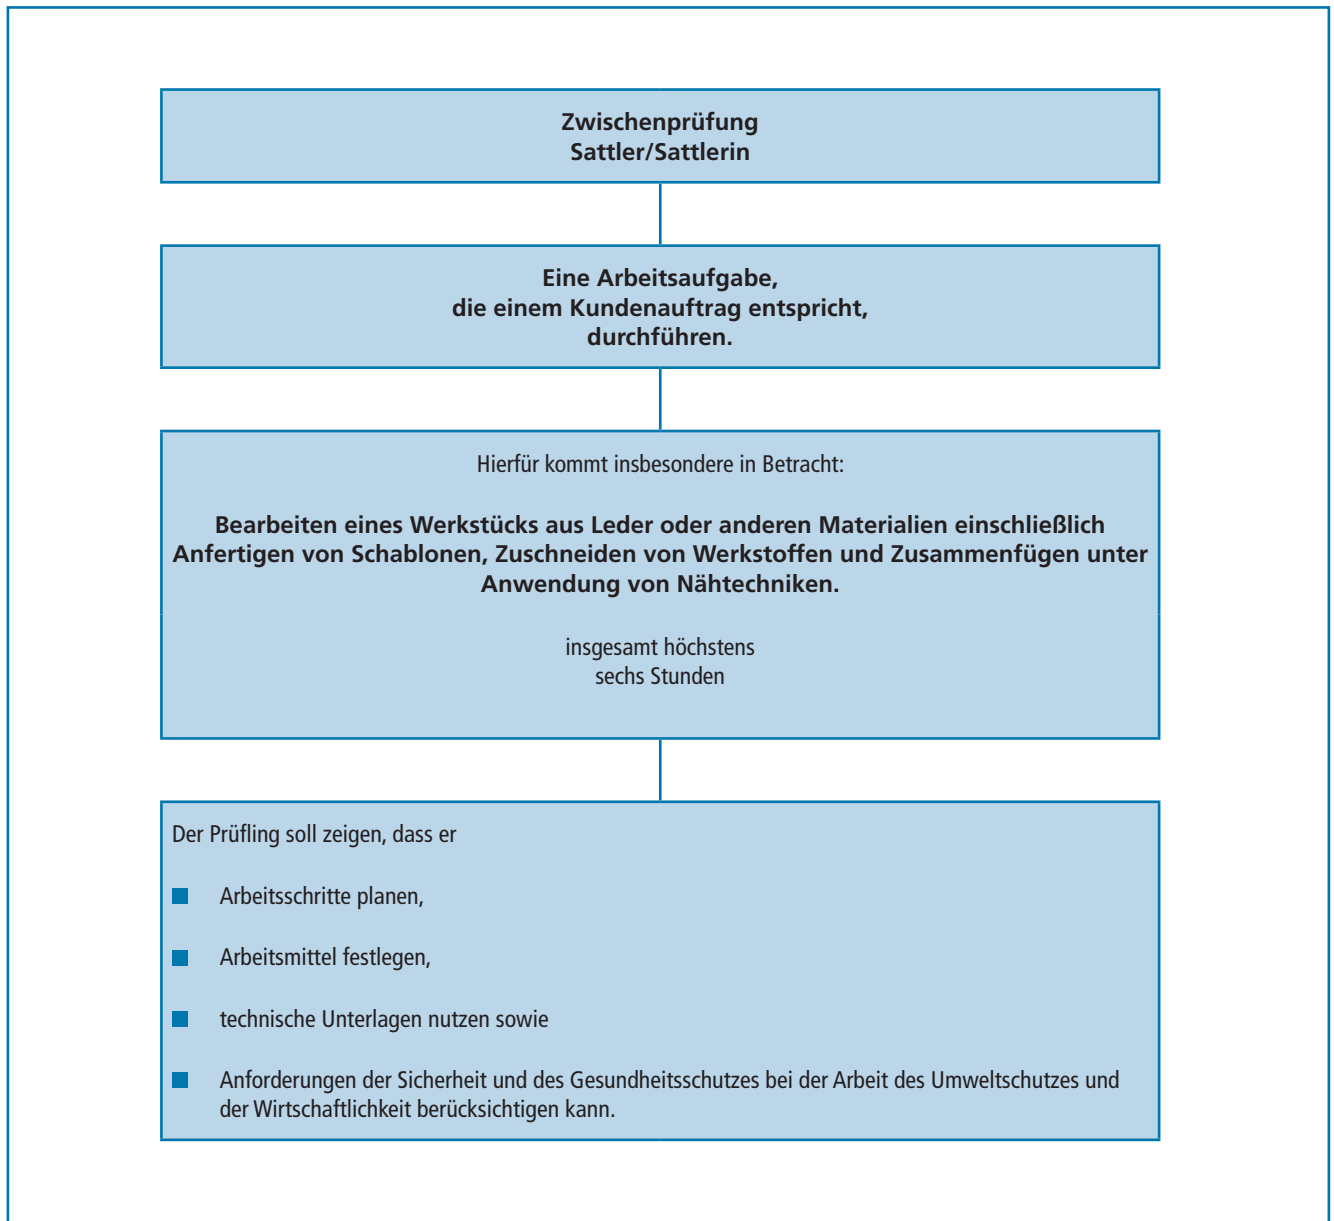 Zwischenprüfung
Sattler/Sattlerin
Eine Arbeitsaufgabe,
die einem Kundenauftrag entspricht,
durchführen.
Hierfür kommt insbesondere in Betracht:
Bearbeiten eines Werkstücks aus Leder oder anderen Materialien einschließlich
Anfertigen von Schablonen, Zuschneiden von Werkstoffen und Zusammenfügen unter
Anwendung von Nähtechniken.
insgesamt höchstens
sechs Stunden
Der Prüfling soll zeigen, dass er
Arbeitsschritte planen,
Arbeitsmittel festlegen,
technische Unterlagen nutzen sowie
Anforderungen der Sicherheit und des Gesundheitsschutzes bei der Arbeit des Umweltschutzes und
der Wirtschaftlichkeit berücksichtigen kann.